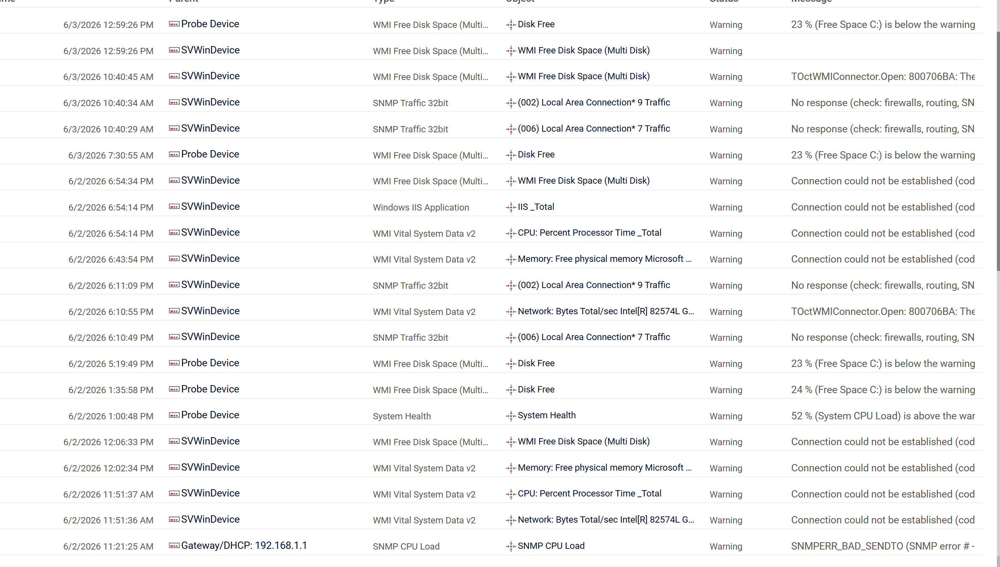 Parent Type Object Status Message
6/3/2026 12:59:26 PM Probe Device WMI Free Disk Space (Multi... Disk Free Warning 23 % (Free Space C:) is below the warning
6/3/2026 12:59:26 PM SVWinDevice WMI Free Disk Space (Multi... WMI Free Disk Space (Multi Disk) Warning
6/3/2026 10:40:45 AM SVWinDevice WMI Free Disk Space (Multi... WMI Free Disk Space (Multi Disk) Warning TOctWMIConnector.Open: 800706BA: The
6/3/2026 10:40:34 AM SVWinDevice SNMP Traffic 32bit (002) Local Area Connection* 9 Traffic Warning No response (check: firewalls, routing, SN
6/3/2026 10:40:29 AM SVWinDevice SNMP Traffic 32bit (006) Local Area Connection* 7 Traffic Warning No response (check: firewalls, routing, SN
6/3/2026 7:30:55 AM Probe Device WMI Free Disk Space (Multi... Disk Free Warning 23 % (Free Space C:) is below the warning
6/2/2026 6:54:34 PM SVWinDevice WMI Free Disk Space (Multi... WMI Free Disk Space (Multi Disk) Warning Connection could not be established (cod
6/2/2026 6:54:14 PM SVWinDevice Windows IIS Application IIS _Total Warning Connection could not be established (cod
6/2/2026 6:54:14 PM SVWinDevice WMI Vital System Data v2 CPU: Percent Processor Time _Total Warning Connection could not be established (cod
6/2/2026 6:43:54 PM SVWinDevice WMI Vital System Data v2 Memory: Free physical memory Microsoft ... Warning Connection could not be established (cod
6/2/2026 6:11:09 PM SVWinDevice SNMP Traffic 32bit (002) Local Area Connection* 9 Traffic Warning No response (check: firewalls, routing, SN
6/2/2026 6:10:55 PM SVWinDevice WMI Vital System Data v2 Network: Bytes Total/sec Intel[R] 82574L G... Warning TOctWMIConnector.Open: 800706BA: The
6/2/2026 6:10:49 PM SVWinDevice SNMP Traffic 32bit (006) Local Area Connection* 7 Traffic Warning No response (check: firewalls, routing, SN
6/2/2026 5:19:49 PM Probe Device WMI Free Disk Space (Multi... Disk Free Warning 23 % (Free Space C:) is below the warning
6/2/2026 1:35:58 PM Probe Device WMI Free Disk Space (Multi... Disk Free Warning 24 % (Free Space C:) is below the warning
6/2/2026 1:00:48 PM Probe Device System Health System Health Warning 52 % (System CPU Load) is above the war
6/2/2026 12:06:33 PM SVWinDevice WMI Free Disk Space (Multi... WMI Free Disk Space (Multi Disk) Warning Connection could not be established (cod
6/2/2026 12:02:34 PM SVWinDevice WMI Vital System Data v2 Memory: Free physical memory Microsoft ... Warning Connection could not be established (cod
6/2/2026 11:51:37 AM SVWinDevice WMI Vital System Data v2 CPU: Percent Processor Time _Total Warning Connection could not be established (cod
6/2/2026 11:51:36 AM SVWinDevice WMI Vital System Data v2 Network: Bytes Total/sec Intel[R] 82574L G... Warning Connection could not be established (cod
6/2/2026 11:21:25 AM Gateway/DHCP: 192.168.1.1 SNMP CPU Load SNMP CPU Load Warning SNMPERR_BAD_SENDTO (SNMP error # -